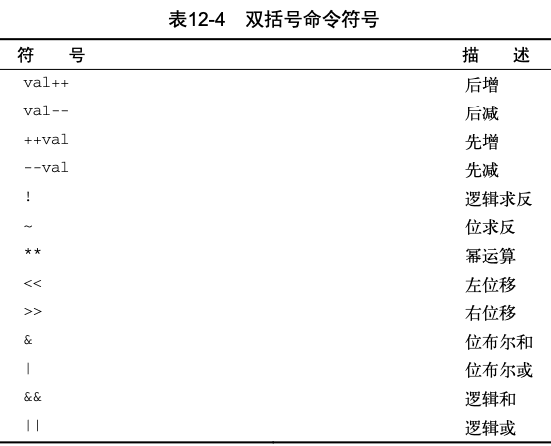 表12-4 双括号命令符号
符 号 描 述
val++ 后增
val-- 后减
++val 先增
--val 先减
! 逻辑求反
~ 位求反
** 幂运算
<< 左位移
>> 右位移
& 位布尔和
| 位布尔或
&& 逻辑和
|| 逻辑或